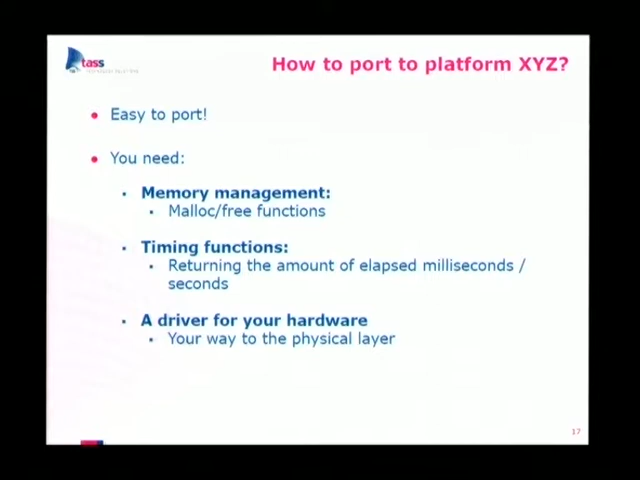 tass
How to port to platform XYZ?
• Easy to port!
• You need:
• Memory management:
• Malloc/free functions
• Timing functions:
• Returning the amount of elapsed milliseconds /
seconds
• A driver for your hardware
• Your way to the physical layer
17